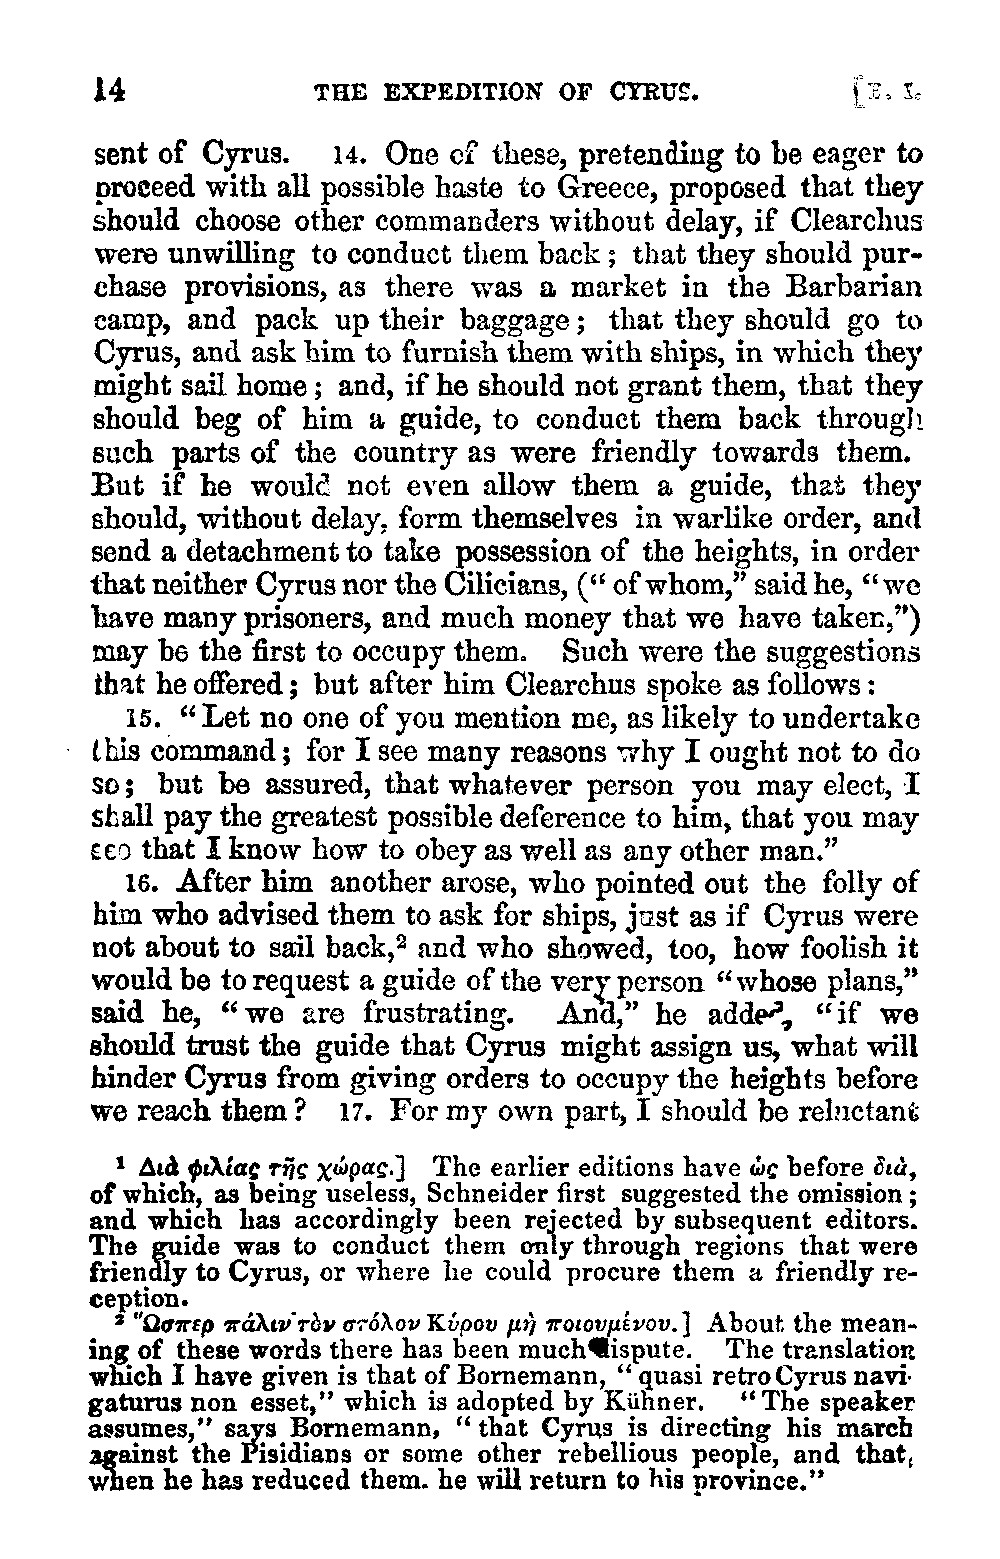 14 THE EXPEDITION OF CYRUS. [B. I.
sent of Cyrus. 14. One of these, pretending to be eager to
proceed with all possible haste to Greece, proposed that they
should choose other commanders without delay, if Clearchus
were unwilling to conduct them back; that they should pur-
chase provisions, as there was a market in the Barbarian
camp, and pack up their baggage; that they should go to
Cyrus, and ask him to furnish them with ships, in which they
might sail home; and, if he should not grant them, that they
should beg of him a guide, to conduct them back through
such parts of the country as were friendly towards them.
But if he would not even allow them a guide, that they
should, without delay, form themselves in warlike order, and
send a detachment to take possession of the heights, in order
that neither Cyrus nor the Cilicians, (“ of whom,” said he, “we
have many prisoners, and much money that we have taken,”)
may be the first to occupy them. Such were the suggestions
that he offered; but after him Clearchus spoke as follows:
15. “Let no one of you mention me, as likely to undertake
this command; for I see many reasons why I ought not to do
so; but be assured, that whatever person you may elect, I
shall pay the greatest possible deference to him, that you may
see that I know how to obey as well as any other man.”
16. After him another arose, who pointed out the folly of
him who advised them to ask for ships, just as if Cyrus were
not about to sail back,² and who showed, too, how foolish it
would be to request a guide of the very person “whose plans,”
said he, “we are frustrating. And,” he added, “if we
should trust the guide that Cyrus might assign us, what will
hinder Cyrus from giving orders to occupy the heights before
we reach them? 17. For my own part, I should be reluctant
¹ Διὰ φιλίας τῆς χώρας.] The earlier editions have ὡς before διὰ,
of which, as being useless, Schneider first suggested the omission;
and which has accordingly been rejected by subsequent editors.
The guide was to conduct them only through regions that were
friendly to Cyrus, or where he could procure them a friendly re-
ception.
² Ὥσπερ πάλιν τὸν στόλον Κύρου μὴ ποιουμένου.] About the mean-
ing of these words there has been much dispute. The translation
which I have given is that of Bornemann, “quasi retro Cyrus navi-
gaturus non esset,” which is adopted by Kühner. “The speaker
assumes,” says Bornemann, “that Cyrus is directing his march
against the Pisidians or some other rebellious people, and that,
when he has reduced them. he will return to his province.”